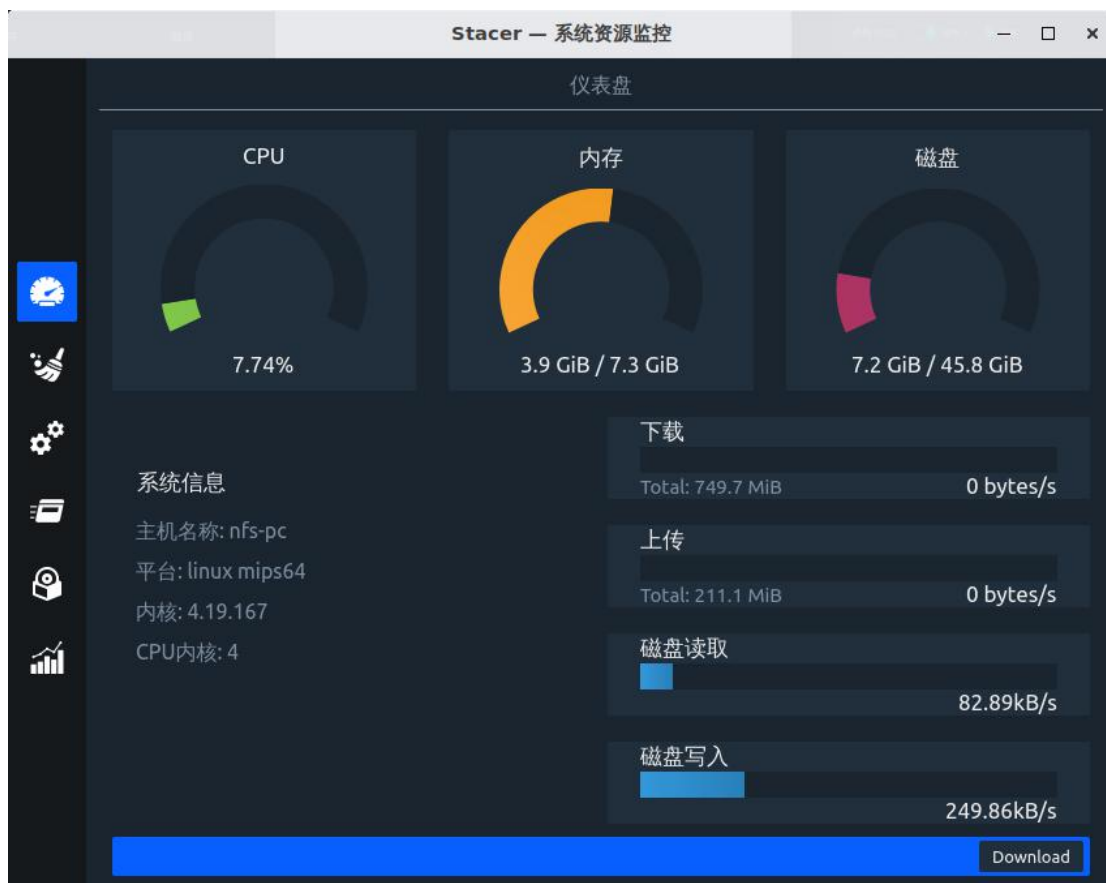 Stacer — 系统资源监控
仪表盘
CPU
7.74%
内存
3.9 GiB / 7.3 GiB
磁盘
7.2 GiB / 45.8 GiB
系统信息
主机名称: nfs-pc
平台: linux mips64
内核: 4.19.167
CPU内核: 4
下载
Total: 749.7 MiB
0 bytes/s
上传
Total: 211.1 MiB
0 bytes/s
磁盘读取
82.89kB/s
磁盘写入
249.86kB/s
Download